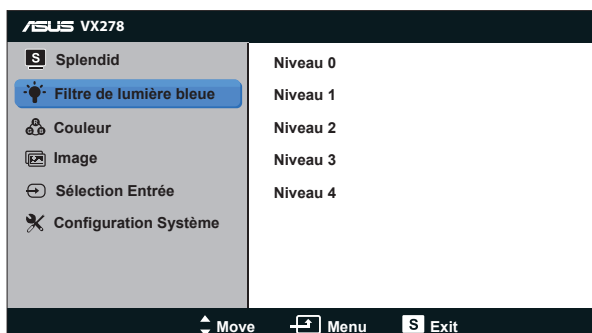 ASUS VX278
S Splendid
Filtre de lumière bleue
Couleur
Image
Sélection Entrée
Configuration Système
Niveau 0
Niveau 1
Niveau 2
Niveau 3
Niveau 4
Move Menu S Exit